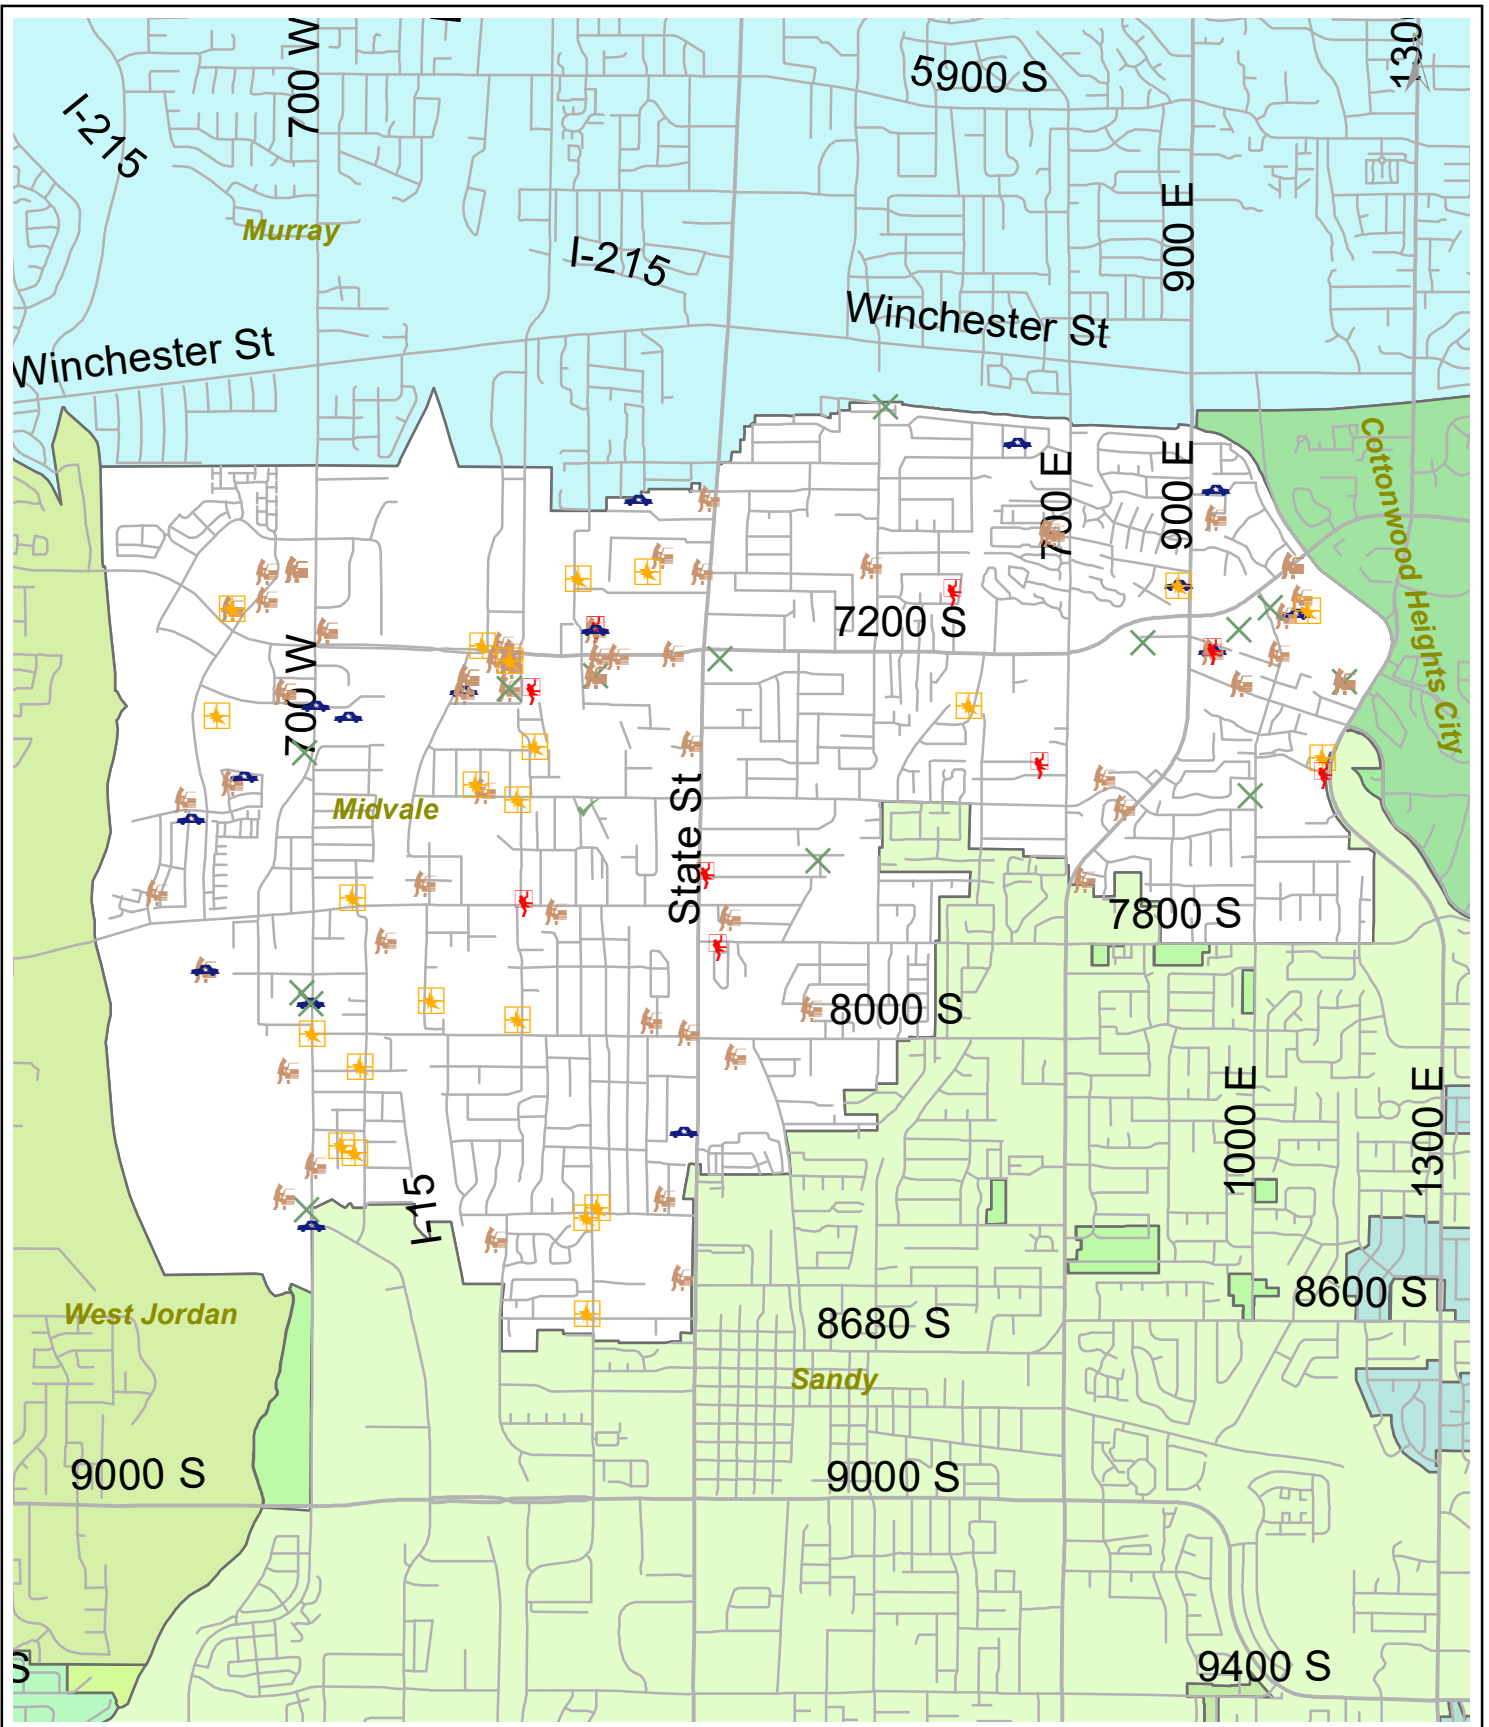 700 W
5900 S
I-215
Murray
900 E
I-215
Winchester St
Winchester St
Cottonwood Heights City
700 E
900 E
7200 S
700 W
Midvale
State St
7800 S
8000 S
1000 E
1300 E
I-15
8600 S
West Jordan
8680 S
Sandy
9000 S
9000 S
9400 S
S